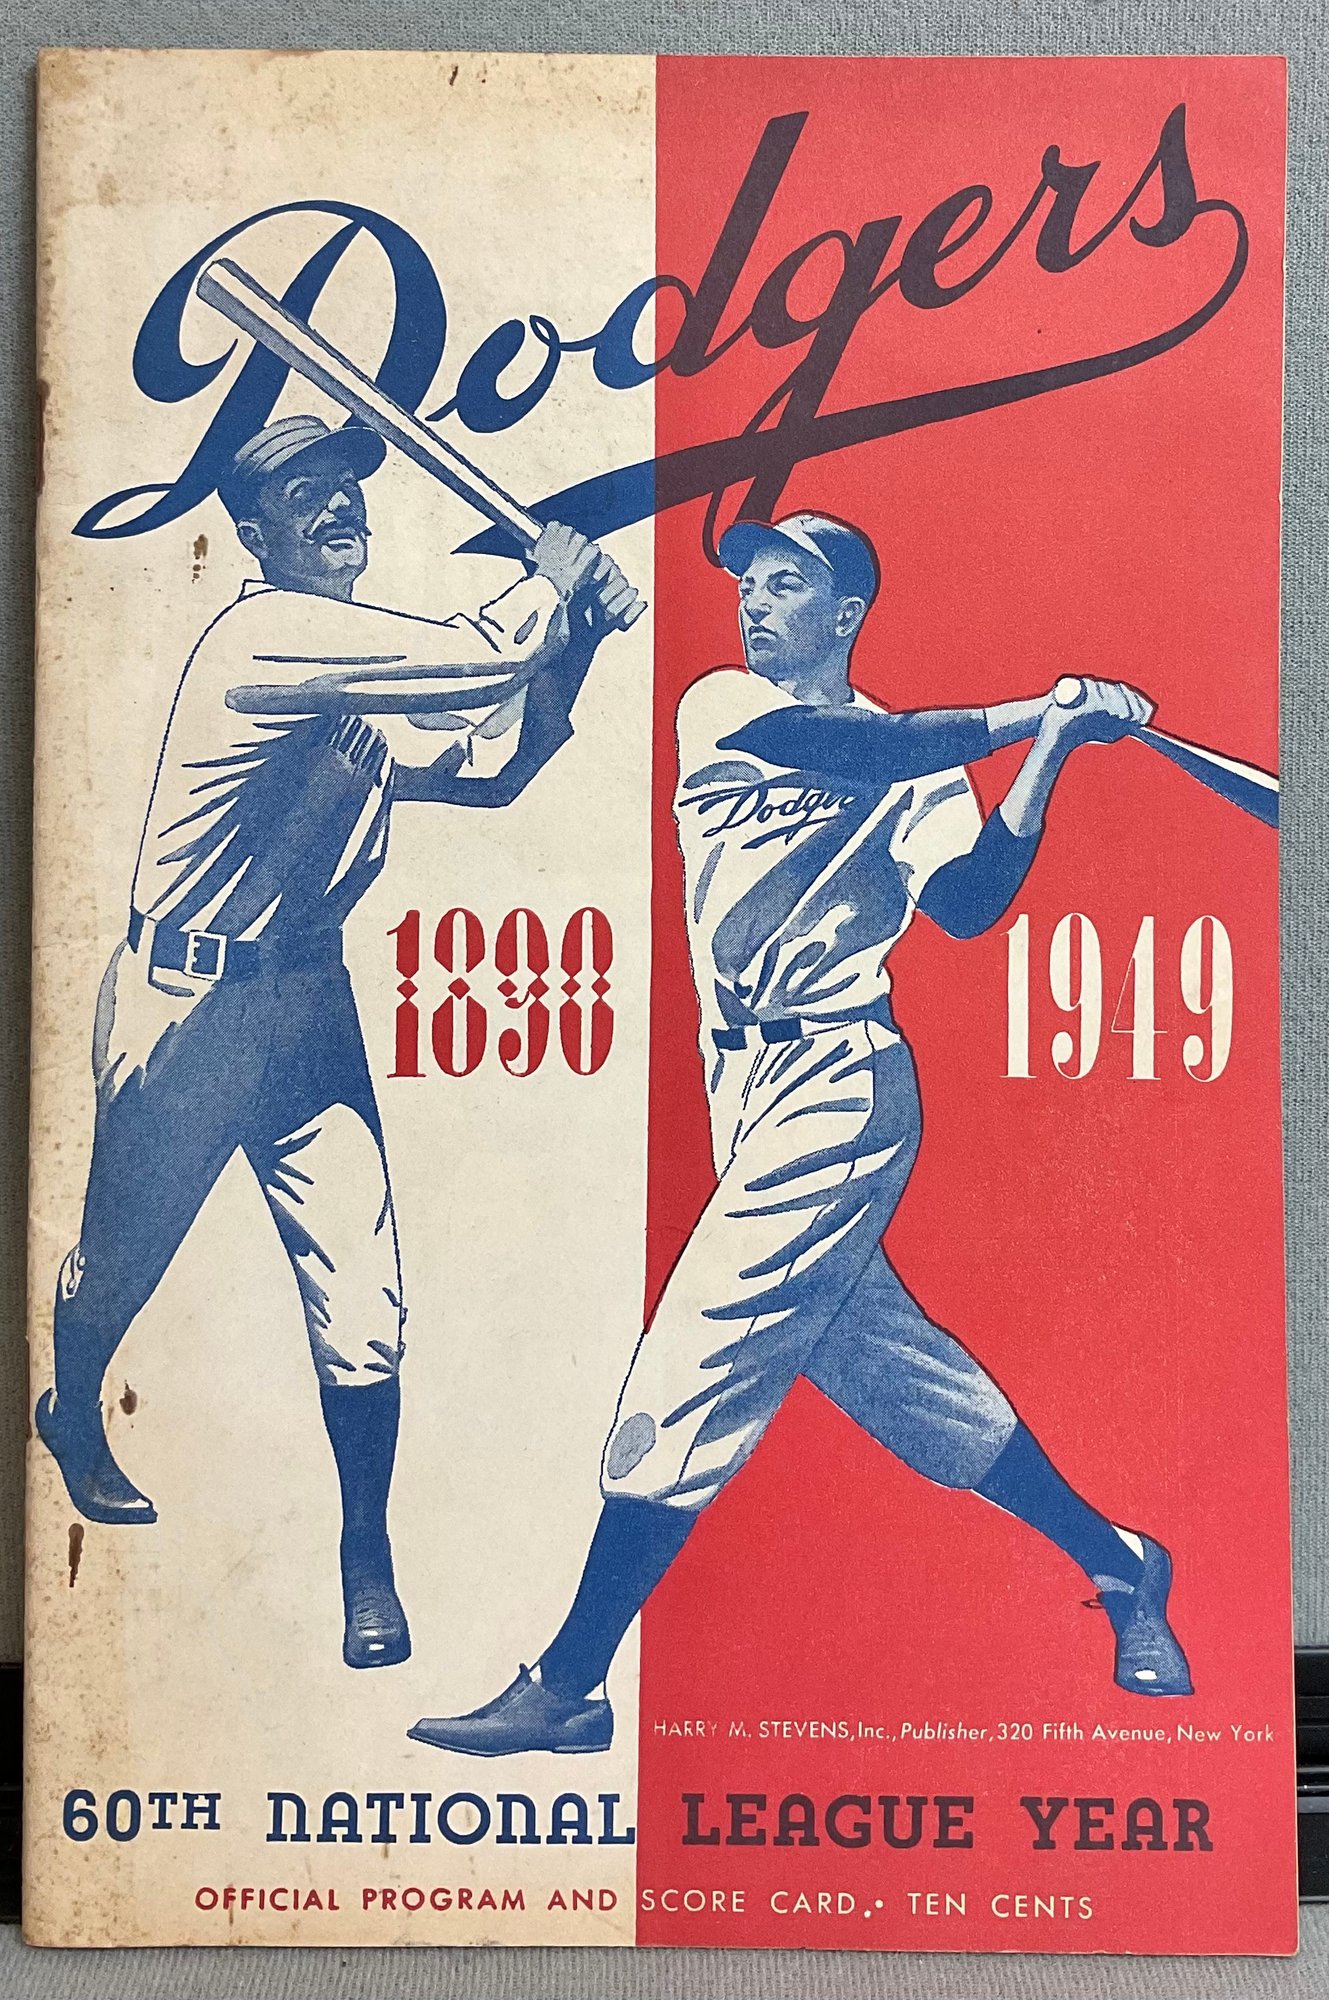 Dodgers
Dodger
1890
1949
HARRY M. STEVENS, Inc., Publisher, 320 Fifth Avenue, New York
60TH NATIONAL LEAGUE YEAR
OFFICIAL PROGRAM AND SCORE CARD • TEN CENTS